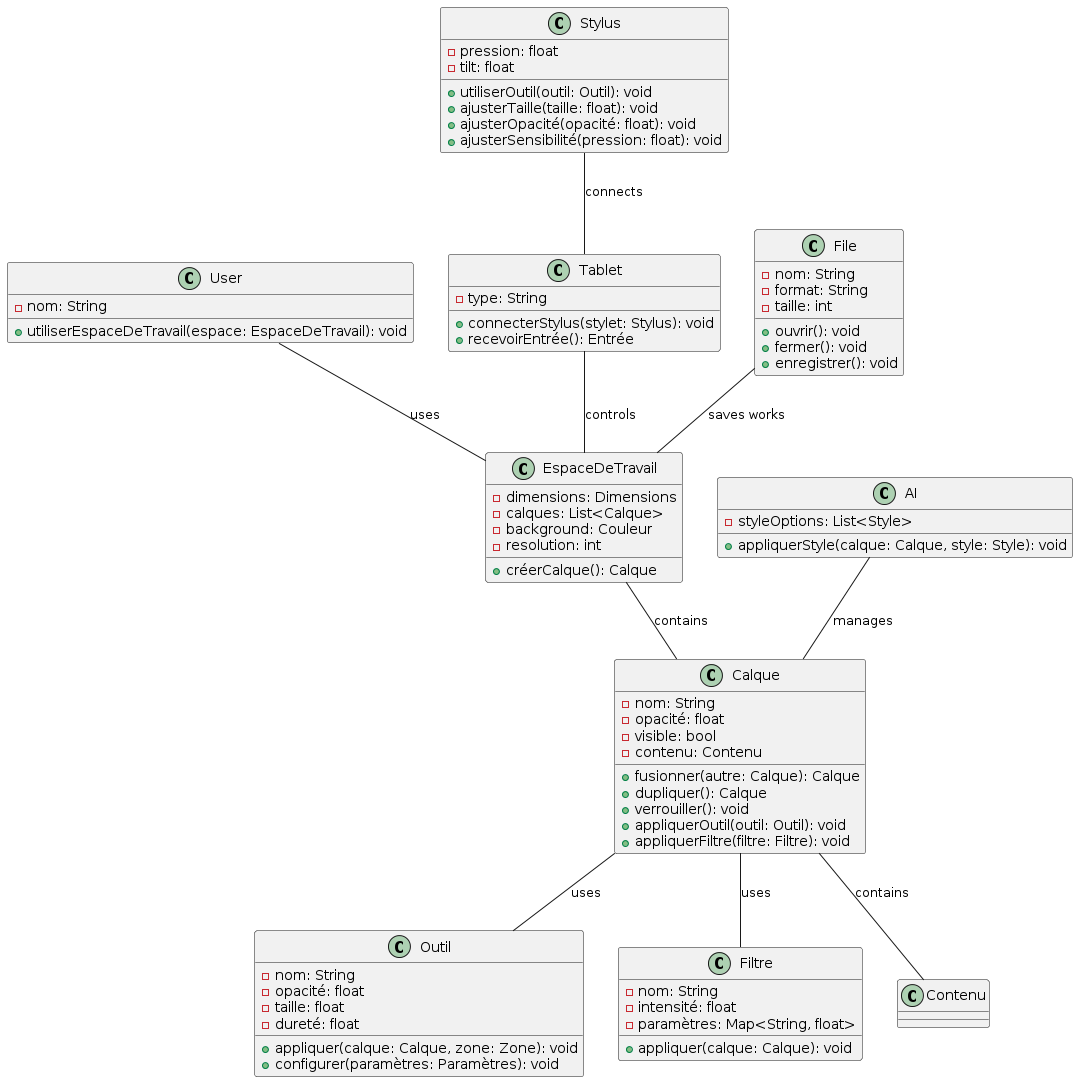 C Stylus
pression: float
tilt: float
utiliserOutil(outil: Outil): void
ajusterTaille(taille: float): void
ajusterOpacité(opacité: float): void
ajusterSensibilité(pression: float): void
connects
C User
nom: String
utiliserEspaceDeTravail(espace: EspaceDeTravail): void
C Tablet
type: String
connecterStylus(stylet: Stylus): void
recevoirEntrée(): Entrée
C File
nom: String
format: String
taille: int
ouvrir(): void
fermer(): void
enregistrer(): void
uses
controls
saves works
C EspaceDeTravail
dimensions: Dimensions
calques: List<Calque>
background: Couleur
resolution: int
créerCalque(): Calque
C AI
styleOptions: List<Style>
appliquerStyle(calque: Calque, style: Style): void
contains
manages
C Calque
nom: String
opacité: float
visible: bool
contenu: Contenu
fusionner(autre: Calque): Calque
dupliquer(): Calque
verrouiller(): void
appliquerOutil(outil: Outil): void
appliquerFiltre(filtre: Filtre): void
uses
uses
contains
C Outil
nom: String
opacité: float
taille: float
dureté: float
appliquer(calque: Calque, zone: Zone): void
configurer(paramètres: Paramètres): void
C Filtre
nom: String
intensité: float
paramètres: Map<String, float>
appliquer(calque: Calque): void
C Contenu